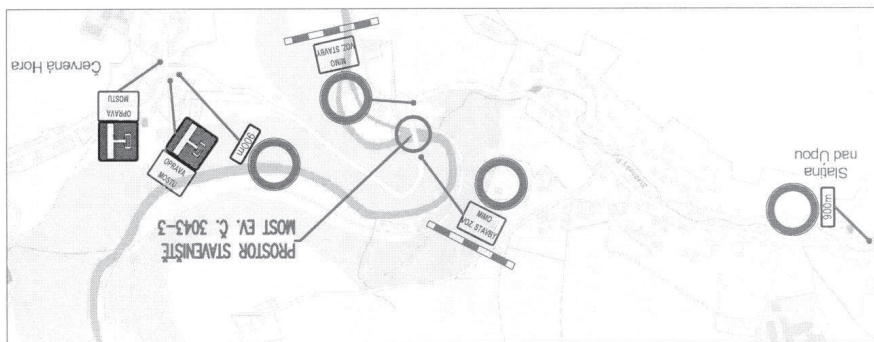 Slatina
nad Úpou
900m
PROSTOR STAVENIŠTĚ
MOST EV. Č. 3043-3
MIMO
VOZ. STAVBY
MIMO
VOZ. STAVBY
900m
OPRAVA
MOSTU
OPRAVA
MOSTU
Červená Hora